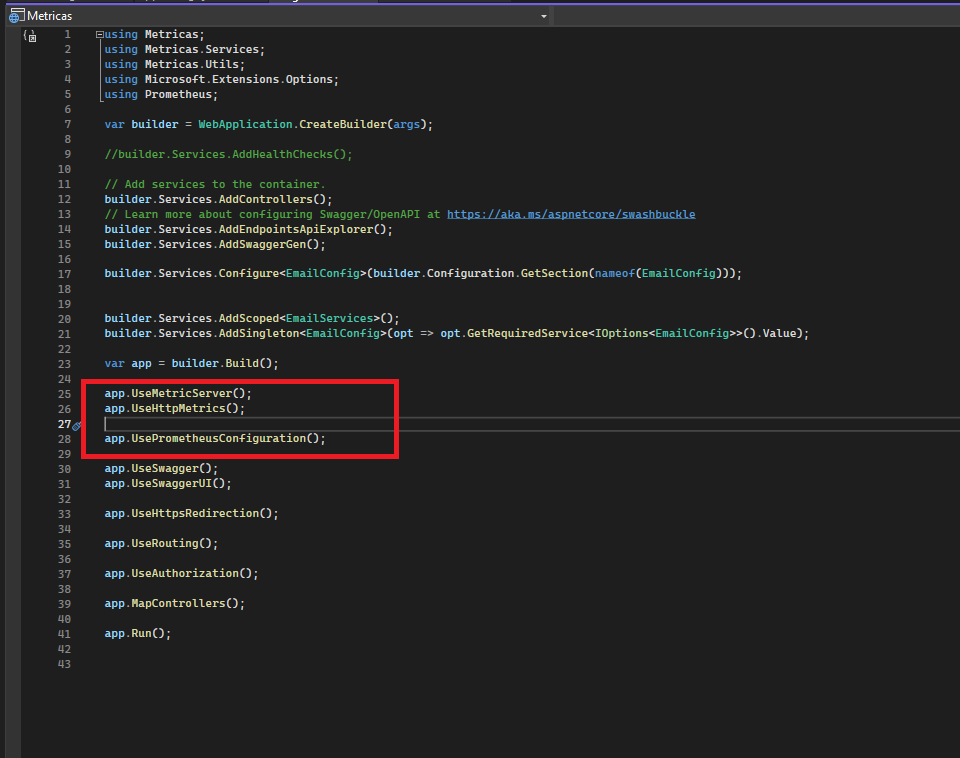 Metricas
1 using Metricas;
2 using Metricas.Services;
3 using Metricas.Utils;
4 using Microsoft.Extensions.Options;
5 using Prometheus;
6
7 var builder = WebApplication.CreateBuilder(args);
8
9 //builder.Services.AddHealthChecks();
10
11 // Add services to the container.
12 builder.Services.AddControllers();
13 // Learn more about configuring Swagger/OpenAPI at https://aka.ms/aspnetcore/swashbuckle
14 builder.Services.AddEndpointsApiExplorer();
15 builder.Services.AddSwaggerGen();
16
17 builder.Services.Configure<EmailConfig>(builder.Configuration.GetSection(nameof(EmailConfig)));
18
19
20 builder.Services.AddScoped<EmailServices>();
21 builder.Services.AddSingleton<EmailConfig>(opt => opt.GetRequiredService<IOptions<EmailConfig>>().Value);
22
23 var app = builder.Build();
24
25 app.UseMetricServer();
26 app.UseHttpMetrics();
27
28 app.UsePrometheusConfiguration();
29
30 app.UseSwagger();
31 app.UseSwaggerUI();
32
33 app.UseHttpsRedirection();
34
35 app.UseRouting();
36
37 app.UseAuthorization();
38
39 app.MapControllers();
40
41 app.Run();
42
43